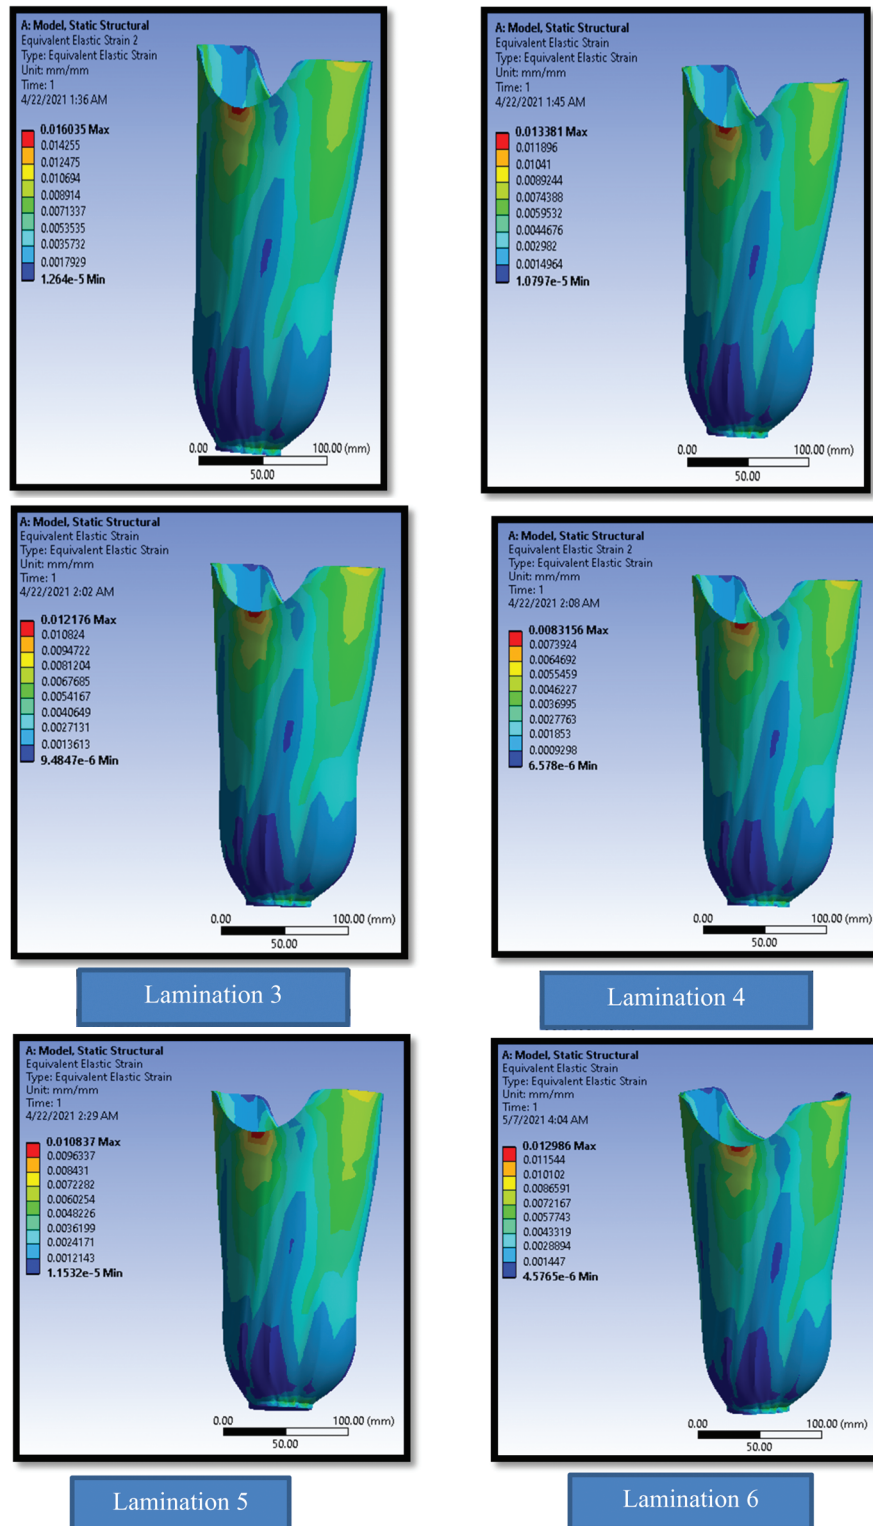 A: Model, Static Structural
Equivalent Elastic Strain 2
Type: Equivalent Elastic Strain
Unit: mm/mm
Time: 1
4/22/2021 1:36 AM
0.016035 Max
0.014255
0.012475
0.010694
0.008914
0.0071337
0.0053535
0.0035732
0.0017929
1.264e-5 Min
0.00
100.00 (mm)
50.00
A: Model, Static Structural
Equivalent Elastic Strain
Type: Equivalent Elastic Strain
Unit: mm/mm
Time: 1
4/22/2021 1:45 AM
0.013381 Max
0.011896
0.01041
0.0089244
0.0074388
0.0059532
0.0044676
0.002982
0.0014964
1.0797e-5 Min
0.00
100.00 (mm)
50.00
A: Model, Static Structural
Equivalent Elastic Strain
Type: Equivalent Elastic Strain
Unit: mm/mm
Time: 1
4/22/2021 2:02 AM
0.012176 Max
0.010824
0.0094722
0.0081204
0.0067685
0.0054167
0.0040649
0.0027131
0.0013613
9.4847e-6 Min
0.00
100.00 (mm)
50.00
Lamination 3
A: Model, Static Structural
Equivalent Elastic Strain 2
Type: Equivalent Elastic Strain
Unit: mm/mm
Time: 1
4/22/2021 2:08 AM
0.0083156 Max
0.0073924
0.0064692
0.0055459
0.0046227
0.0036995
0.0027763
0.001853
0.0009298
6.578e-6 Min
0.00
100.00 (mm)
50.00
Lamination 4
A: Model, Static Structural
Equivalent Elastic Strain
Type: Equivalent Elastic Strain
Unit: mm/mm
Time: 1
4/22/2021 2:29 AM
0.010837 Max
0.0096337
0.008431
0.0072282
0.0060254
0.0048226
0.0036199
0.0024171
0.0012143
1.1532e-5 Min
0.00
100.00 (mm)
50.00
Lamination 5
A: Model, Static Structural
Equivalent Elastic Strain
Type: Equivalent Elastic Strain
Unit: mm/mm
Time: 1
5/7/2021 4:04 AM
0.012986 Max
0.011544
0.010102
0.0086591
0.0072167
0.0057743
0.0043319
0.0028894
0.001447
4.5765e-6 Min
0.00
100.00 (mm)
50.00
Lamination 6